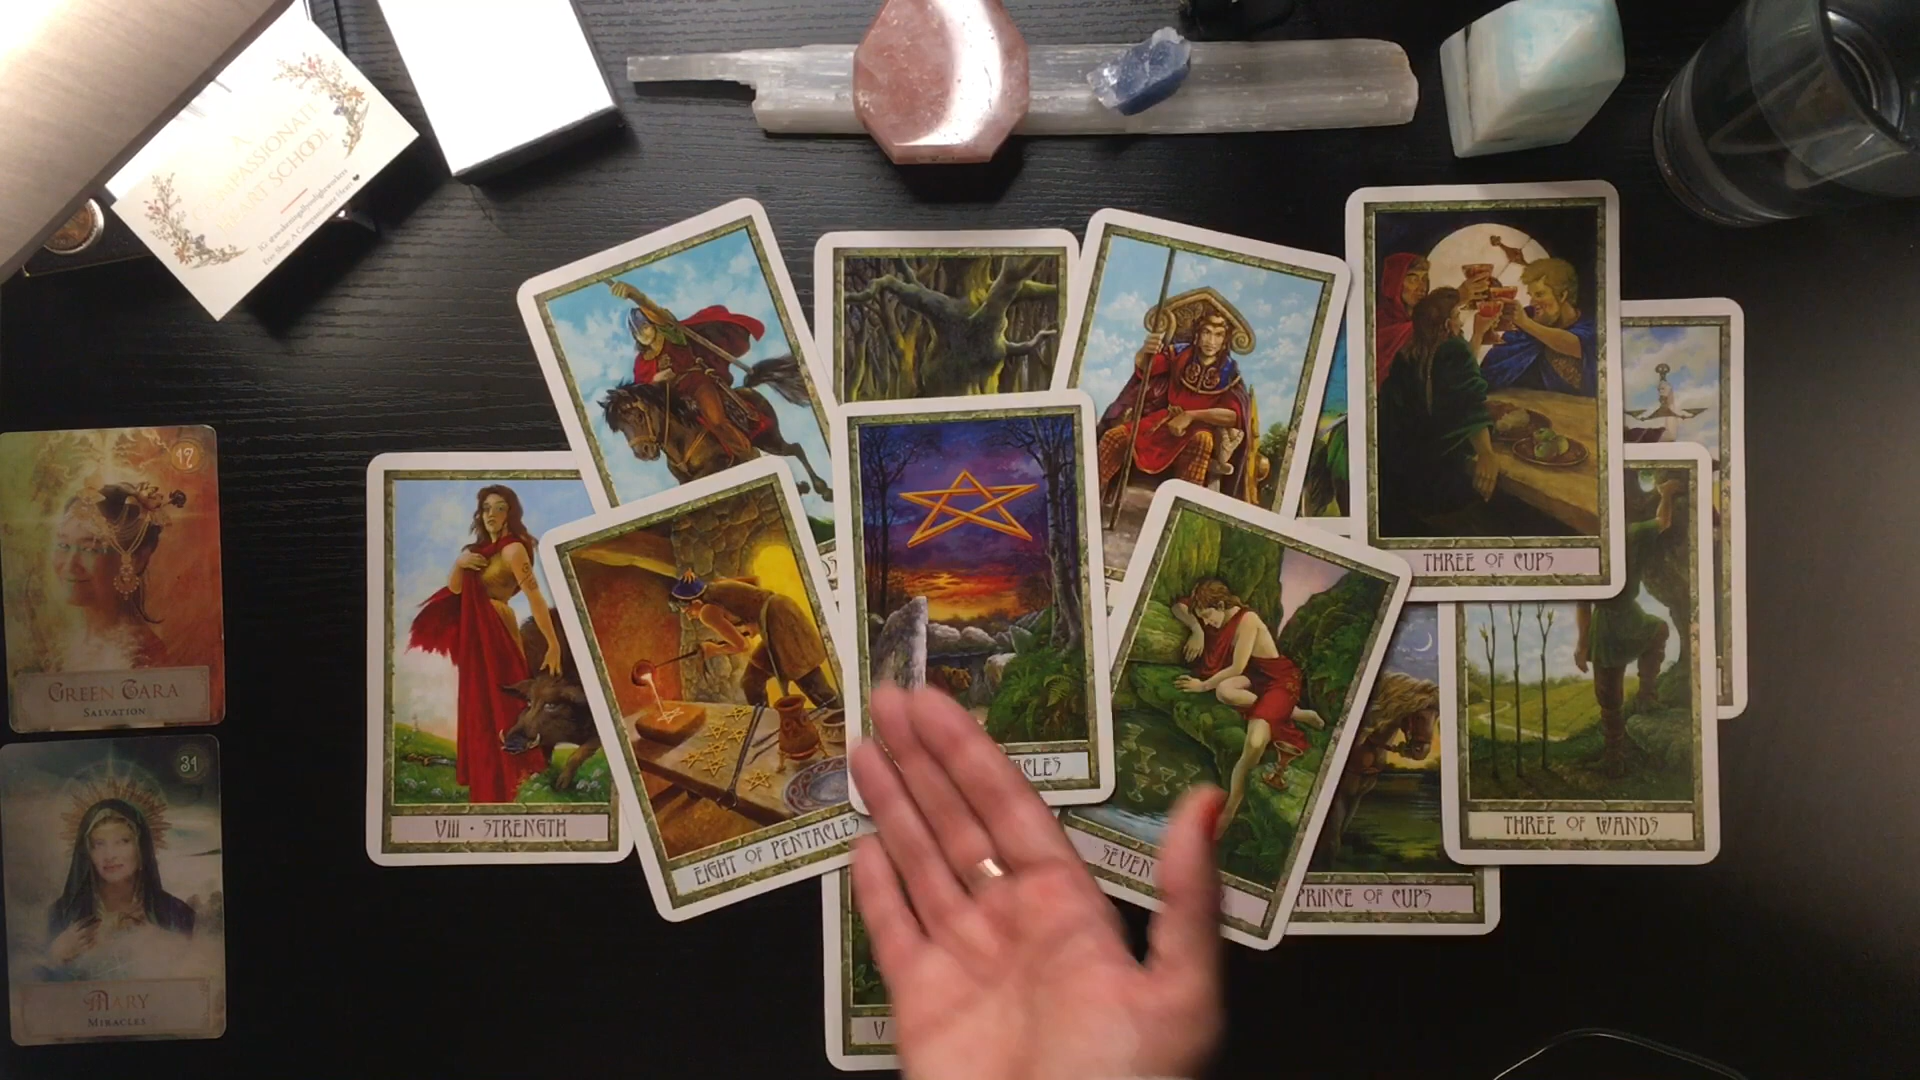 A
COMPASSIONATE
HEART SCHOOL
THREE OF CUPS
17
GREEN TARA
SALVATION
31
MARY
MIRACLES
VIII · STRENGTH
EIGHT OF PENTACLES
ACLES
SEVEN
PRINCE OF CUPS
THREE OF WANDS
V